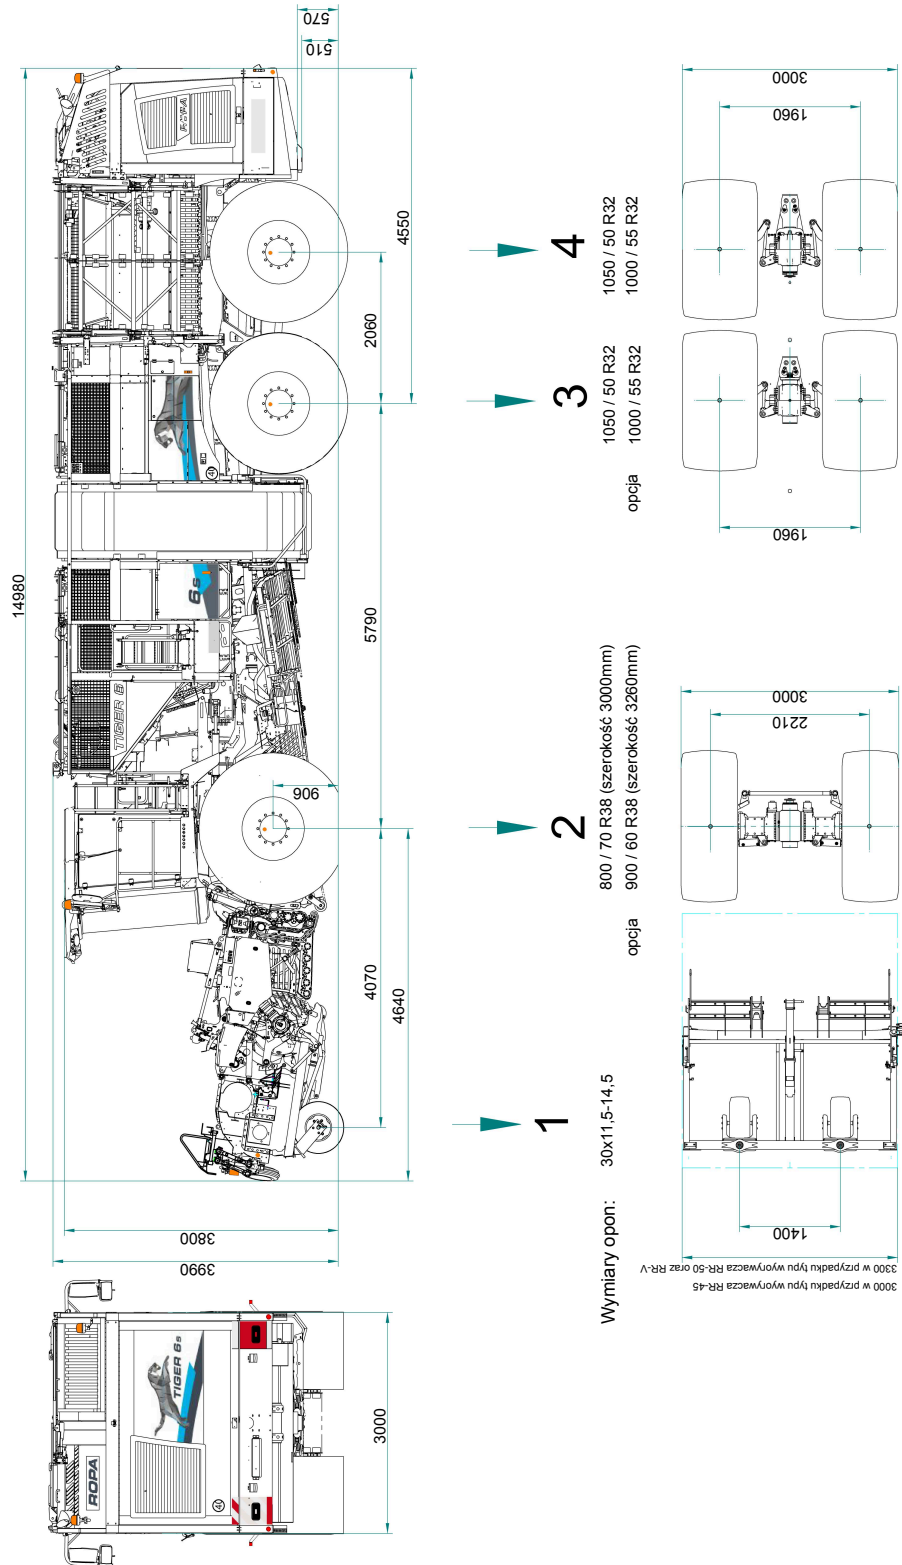 14980
570
510
4550
2060
5790
906
4070
4640
3800
3990
3000
ROPA
TIGER 6
6s
ROPA
TIGER 6s
Wymiary opon:
1
30x11,5-14,5
2
800 / 70 R38 (szerokość 3000mm)
opcja 900 / 60 R38 (szerokość 3260mm)
3
1050 / 50 R32
opcja 1000 / 55 R32
4
1050 / 50 R32
1000 / 55 R32
1400
3300 w przypadku typu wyorywacza RR-50 oraz RR-V
3000 w przypadku typu wyorywacza RR-45
2210
3000
1960
1960
3000